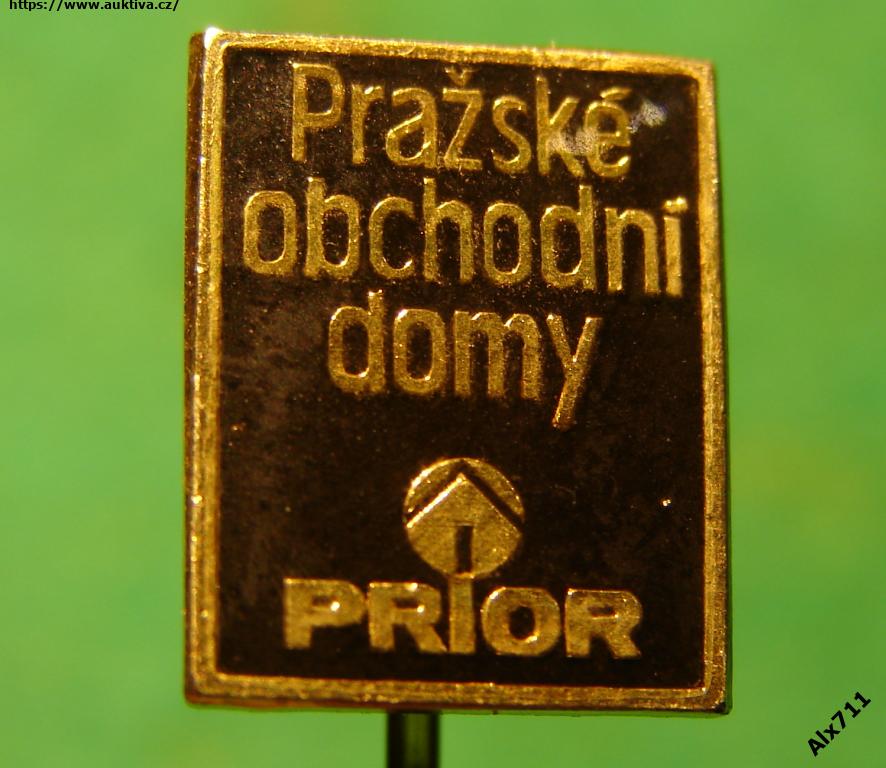 https://www.auktiva.cz/
Pražské
obchodní
domy
PRIOR
Alx711